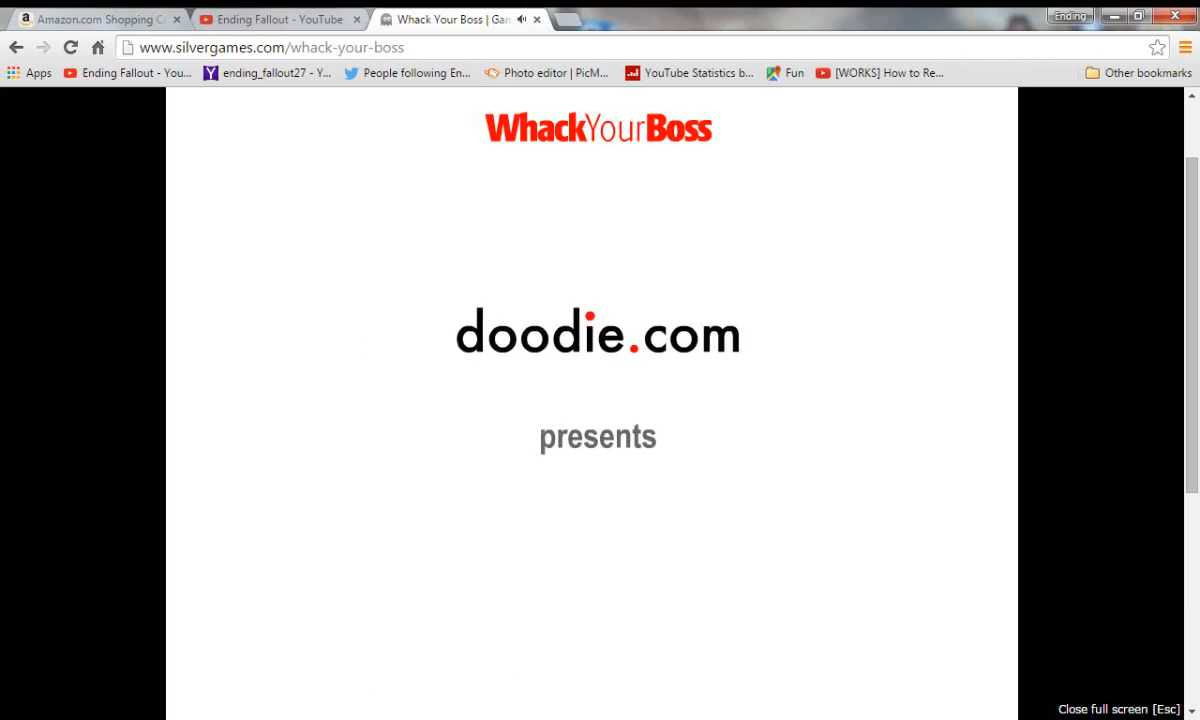 Amazon.com Shopping C
Ending Fallout - YouTube
Whack Your Boss | Gam
Ending
www.silvergames.com/whack-your-boss
Apps
Ending Fallout - You...
ending_fallout27 - Y...
People following En...
Photo editor | PicM...
YouTube Statistics b...
Fun
[WORKS] How to Re...
Other bookmarks
WhackYourBoss
doodie.com
presents
Close full screen [Esc]